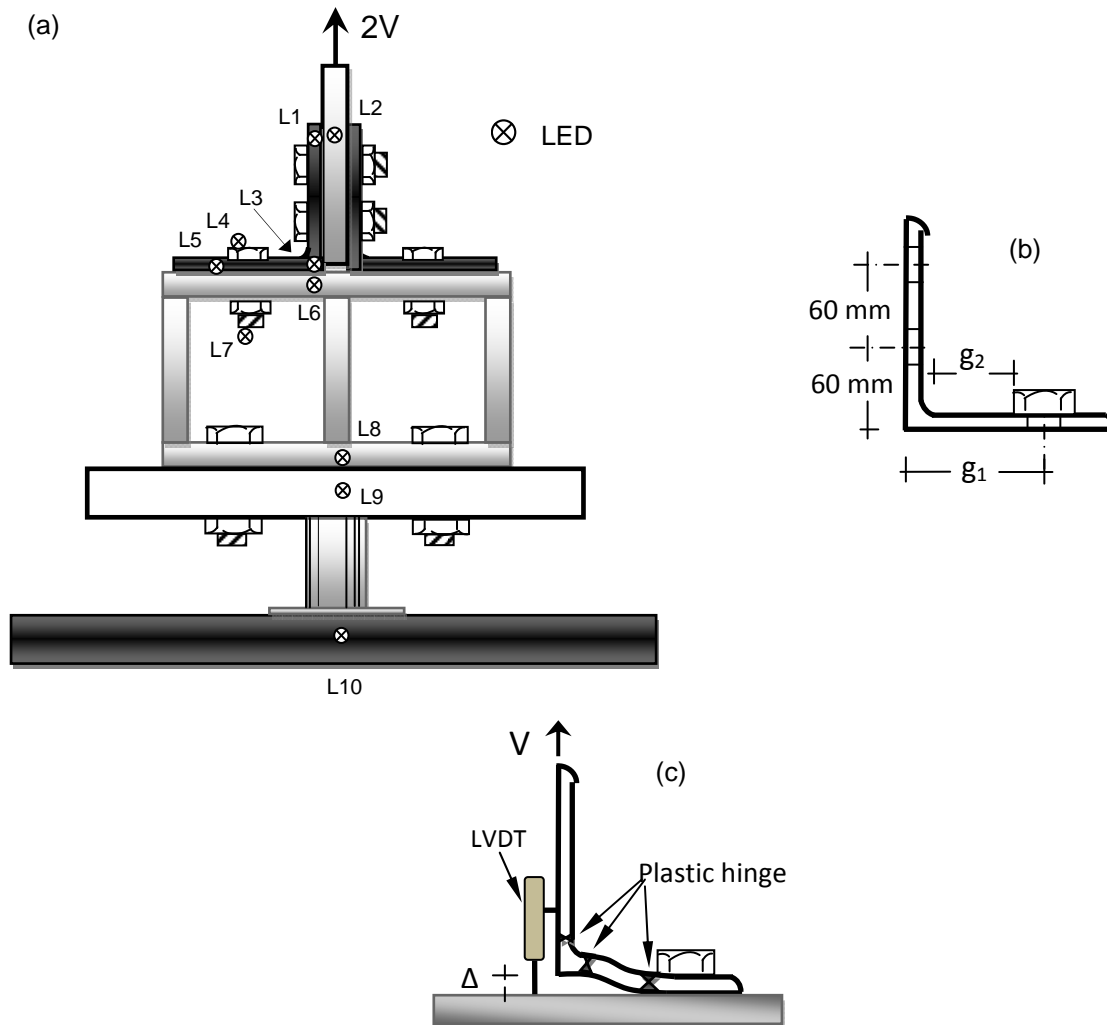 (a)
2V
L1
L2
LED
L3
L4
L5
L6
L7
L8
L9
L10
(b)
60 mm
60 mm
g₂
g₁
V
(c)
LVDT
Plastic hinge
Δ